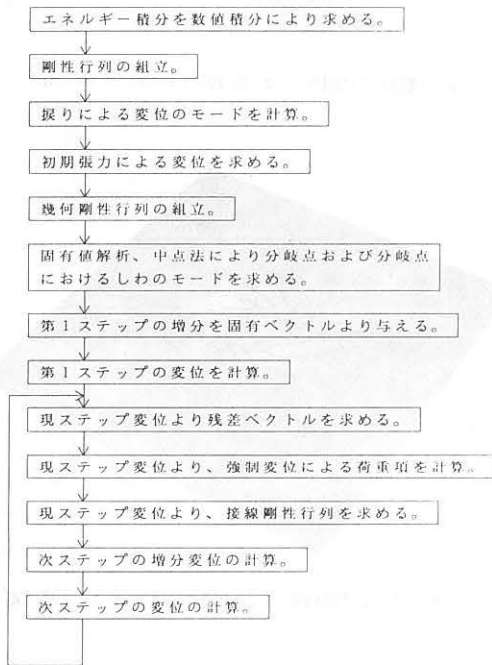 エネルギー積分を数値積分により求める。
剛性行列の組立。
捩りによる変位のモードを計算。
初期張力による変位を求める。
幾何剛性行列の組立。
固有値解析、中点法により分岐点および分岐点
におけるしわのモードを求める。
第1ステップの増分を固有ベクトルより与える。
第1ステップの変位を計算。
現ステップ変位より残差ベクトルを求める。
現ステップ変位より、強制変位による荷重項を計算。
現ステップ変位より、接線剛性行列を求める。
次ステップの増分変位の計算。
次ステップの変位の計算。